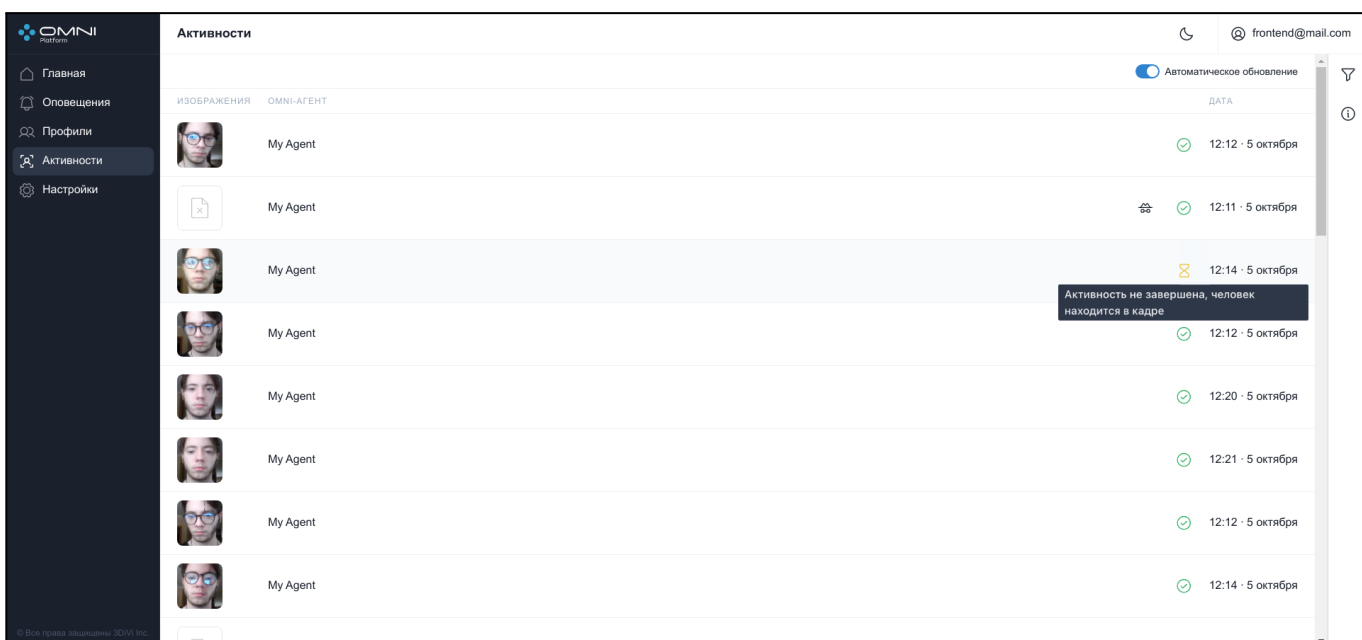 OMNI
Platform
Активности
frontend@mail.com
Главная
Оповещения
Профили
Активности
Настройки
Автоматическое обновление
ИЗОБРАЖЕНИЯ OMNI-АГЕНТ ДАТА
My Agent 12:12 · 5 октября
My Agent 12:11 · 5 октября
My Agent 12:14 · 5 октября
Активность не завершена, человек
находится в кадре
My Agent 12:12 · 5 октября
My Agent 12:20 · 5 октября
My Agent 12:21 · 5 октября
My Agent 12:12 · 5 октября
My Agent 12:14 · 5 октября
© Все права защищены 3DiVi Inc.